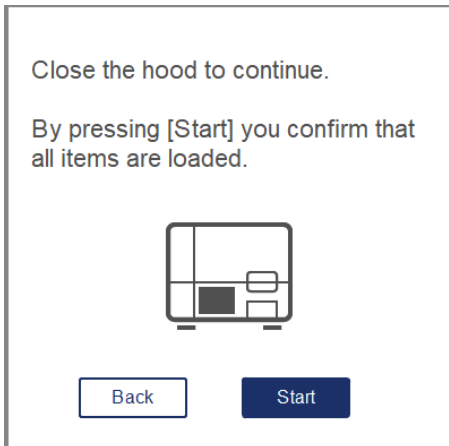 Close the hood to continue.
By pressing [Start] you confirm that
all items are loaded.
Back
Start